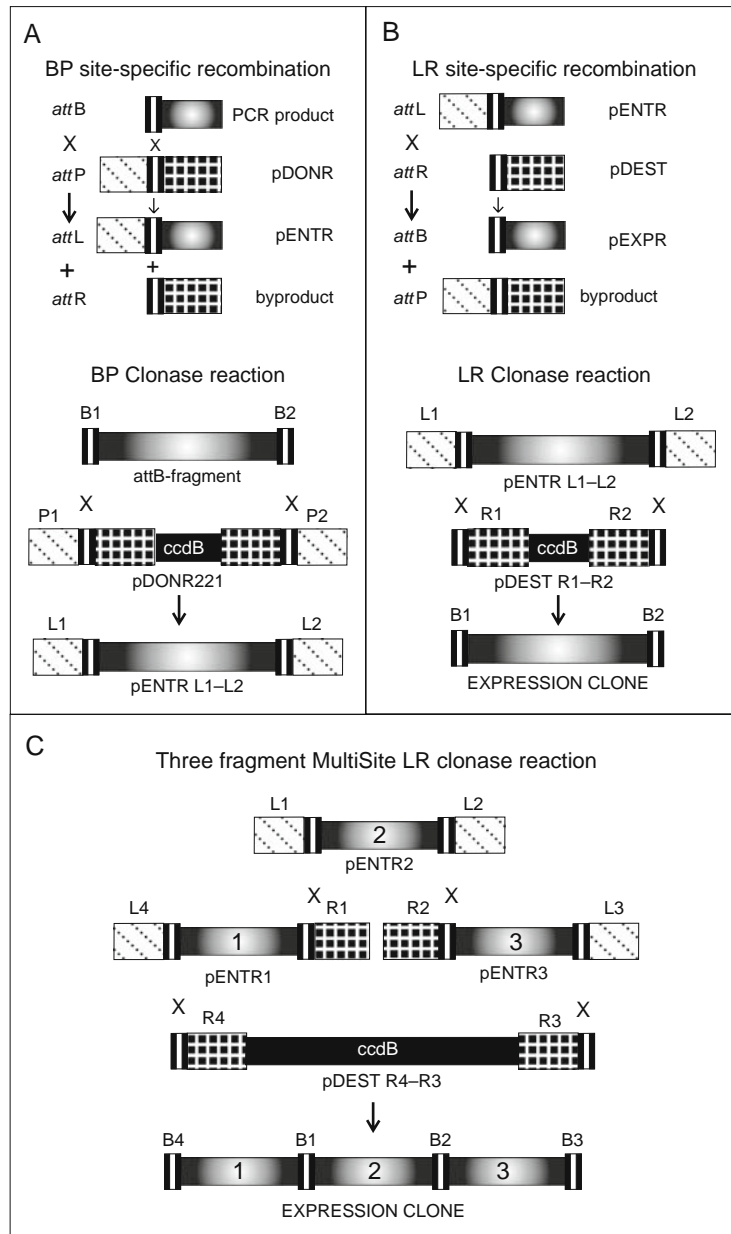 A
BP site-specific recombination
attB
PCR product
X
X
attP
pDONR
attL
pENTR
+
+
attR
byproduct
BP Clonase reaction
B1 B2
attB-fragment
X X
P1 P2
ccdB
pDONR221
L1 L2
pENTR L1–L2
B
LR site-specific recombination
attL
pENTR
X
attR
pDEST
attB
pEXPR
+
attP
byproduct
LR Clonase reaction
L1 L2
pENTR L1–L2
X R1 R2 X
ccdB
pDEST R1–R2
B1 B2
EXPRESSION CLONE
C
Three fragment MultiSite LR clonase reaction
L1 L2
2
pENTR2
L4 X R1 R2 X L3
1 3
pENTR1 pENTR3
X R4 R3 X
ccdB
pDEST R4–R3
B4 B1 B2 B3
1 2 3
EXPRESSION CLONE